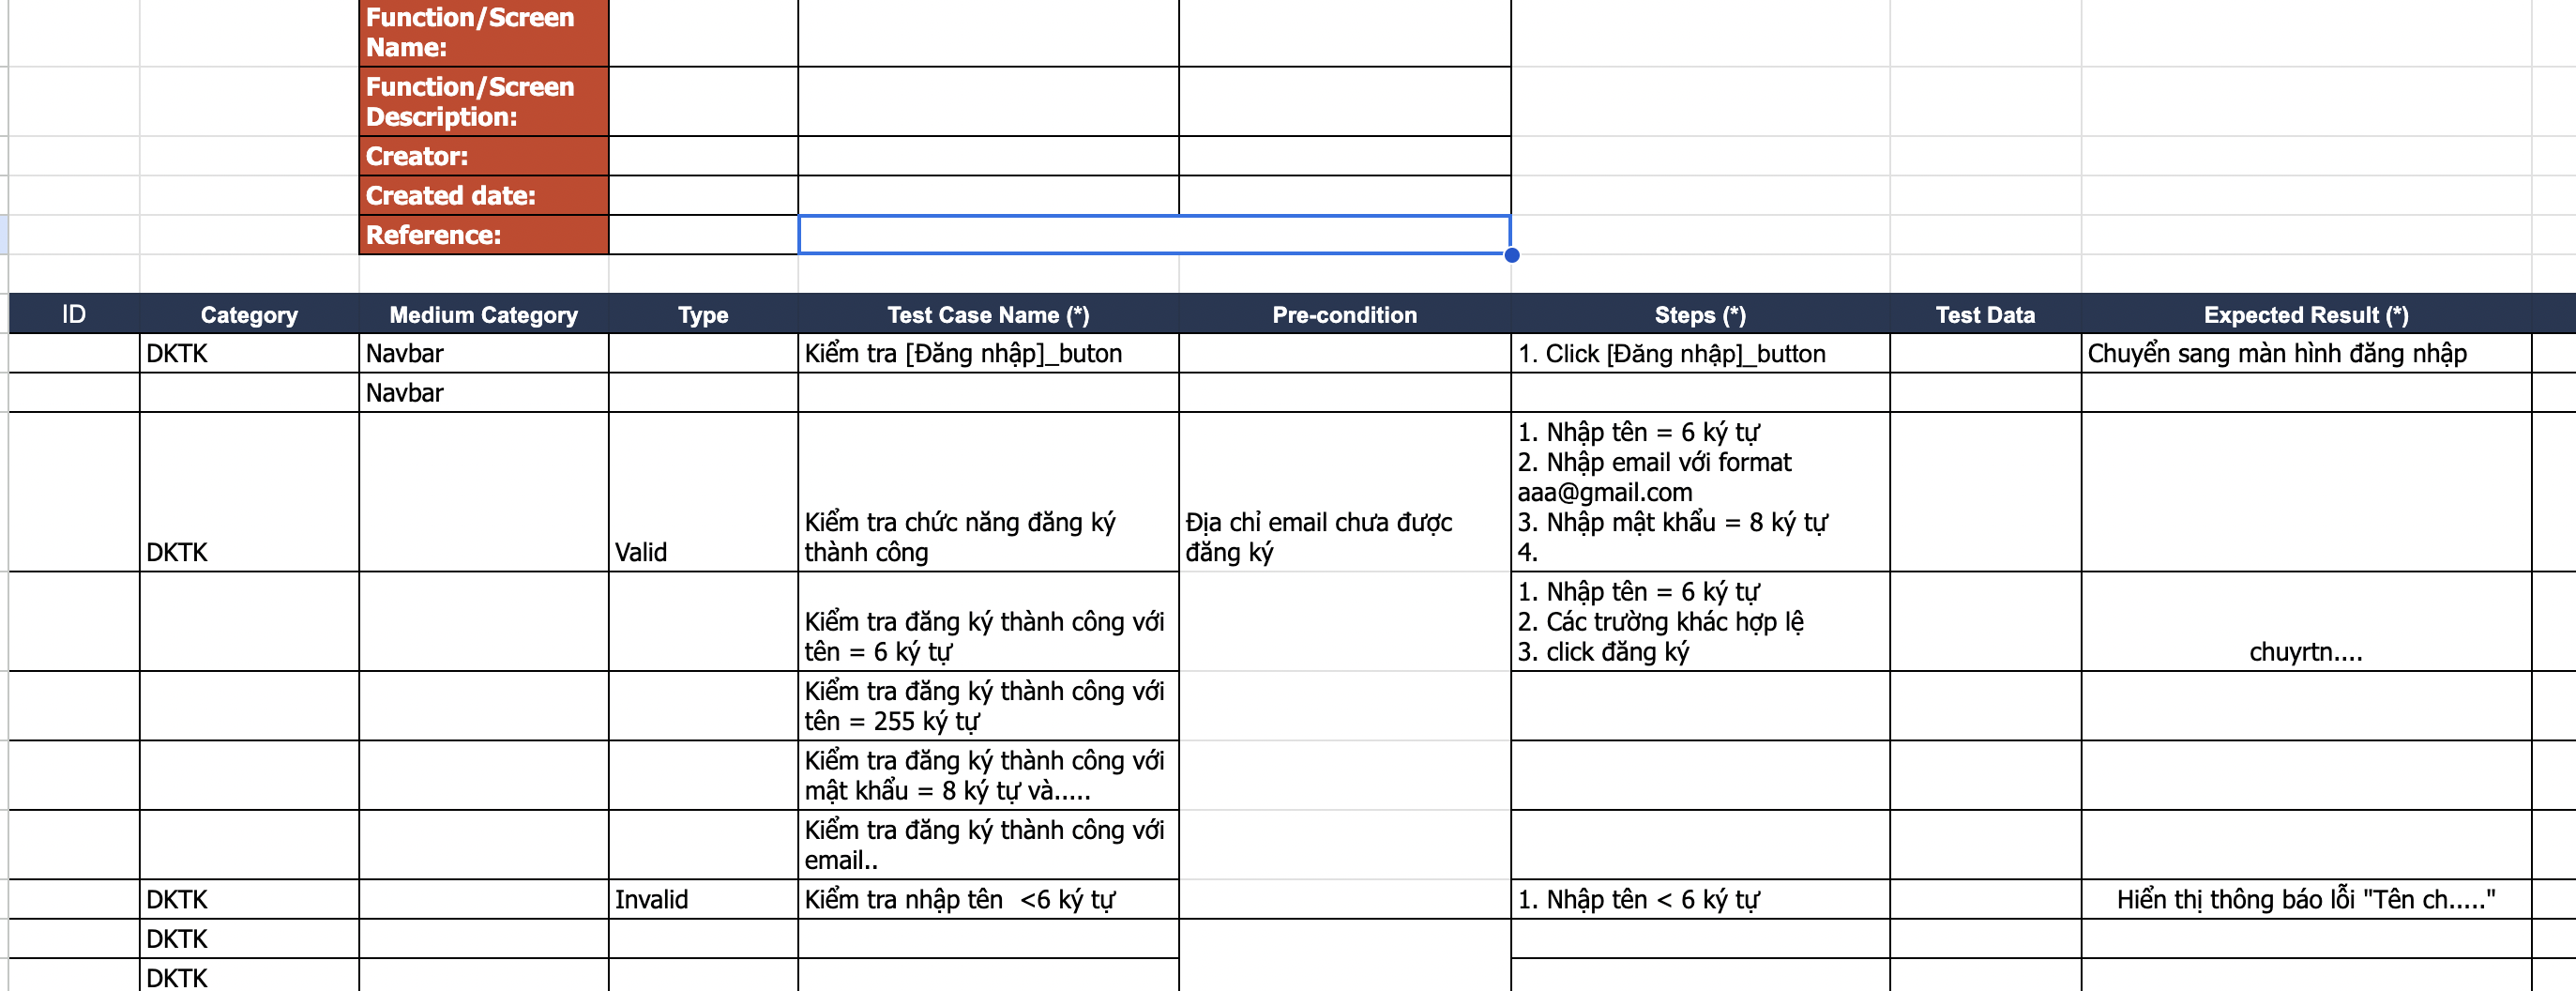 Function/Screen
Name:
Function/Screen
Description:
Creator:
Created date:
Reference:
ID Category Medium Category Type Test Case Name (*) Pre-condition Steps (*) Test Data Expected Result (*)
DKTK Navbar Kiểm tra [Đăng nhập]_buton 1. Click [Đăng nhập]_button Chuyển sang màn hình đăng nhập
Navbar
DKTK
Valid
Kiểm tra chức năng đăng ký
thành công
Địa chỉ email chưa được
đăng ký
1. Nhập tên = 6 ký tự
2. Nhập email với format
aaa@gmail.com
3. Nhập mật khẩu = 8 ký tự
4.
Kiểm tra đăng ký thành công với
tên = 6 ký tự
1. Nhập tên = 6 ký tự
2. Các trường khác hợp lệ
3. click đăng ký
chuyrtn....
Kiểm tra đăng ký thành công với
tên = 255 ký tự
Kiểm tra đăng ký thành công với
mật khẩu = 8 ký tự và.....
Kiểm tra đăng ký thành công với
email..
DKTK Invalid Kiểm tra nhập tên  <6 ký tự 1. Nhập tên < 6 ký tự Hiển thị thông báo lỗi "Tên ch....."
DKTK
DKTK